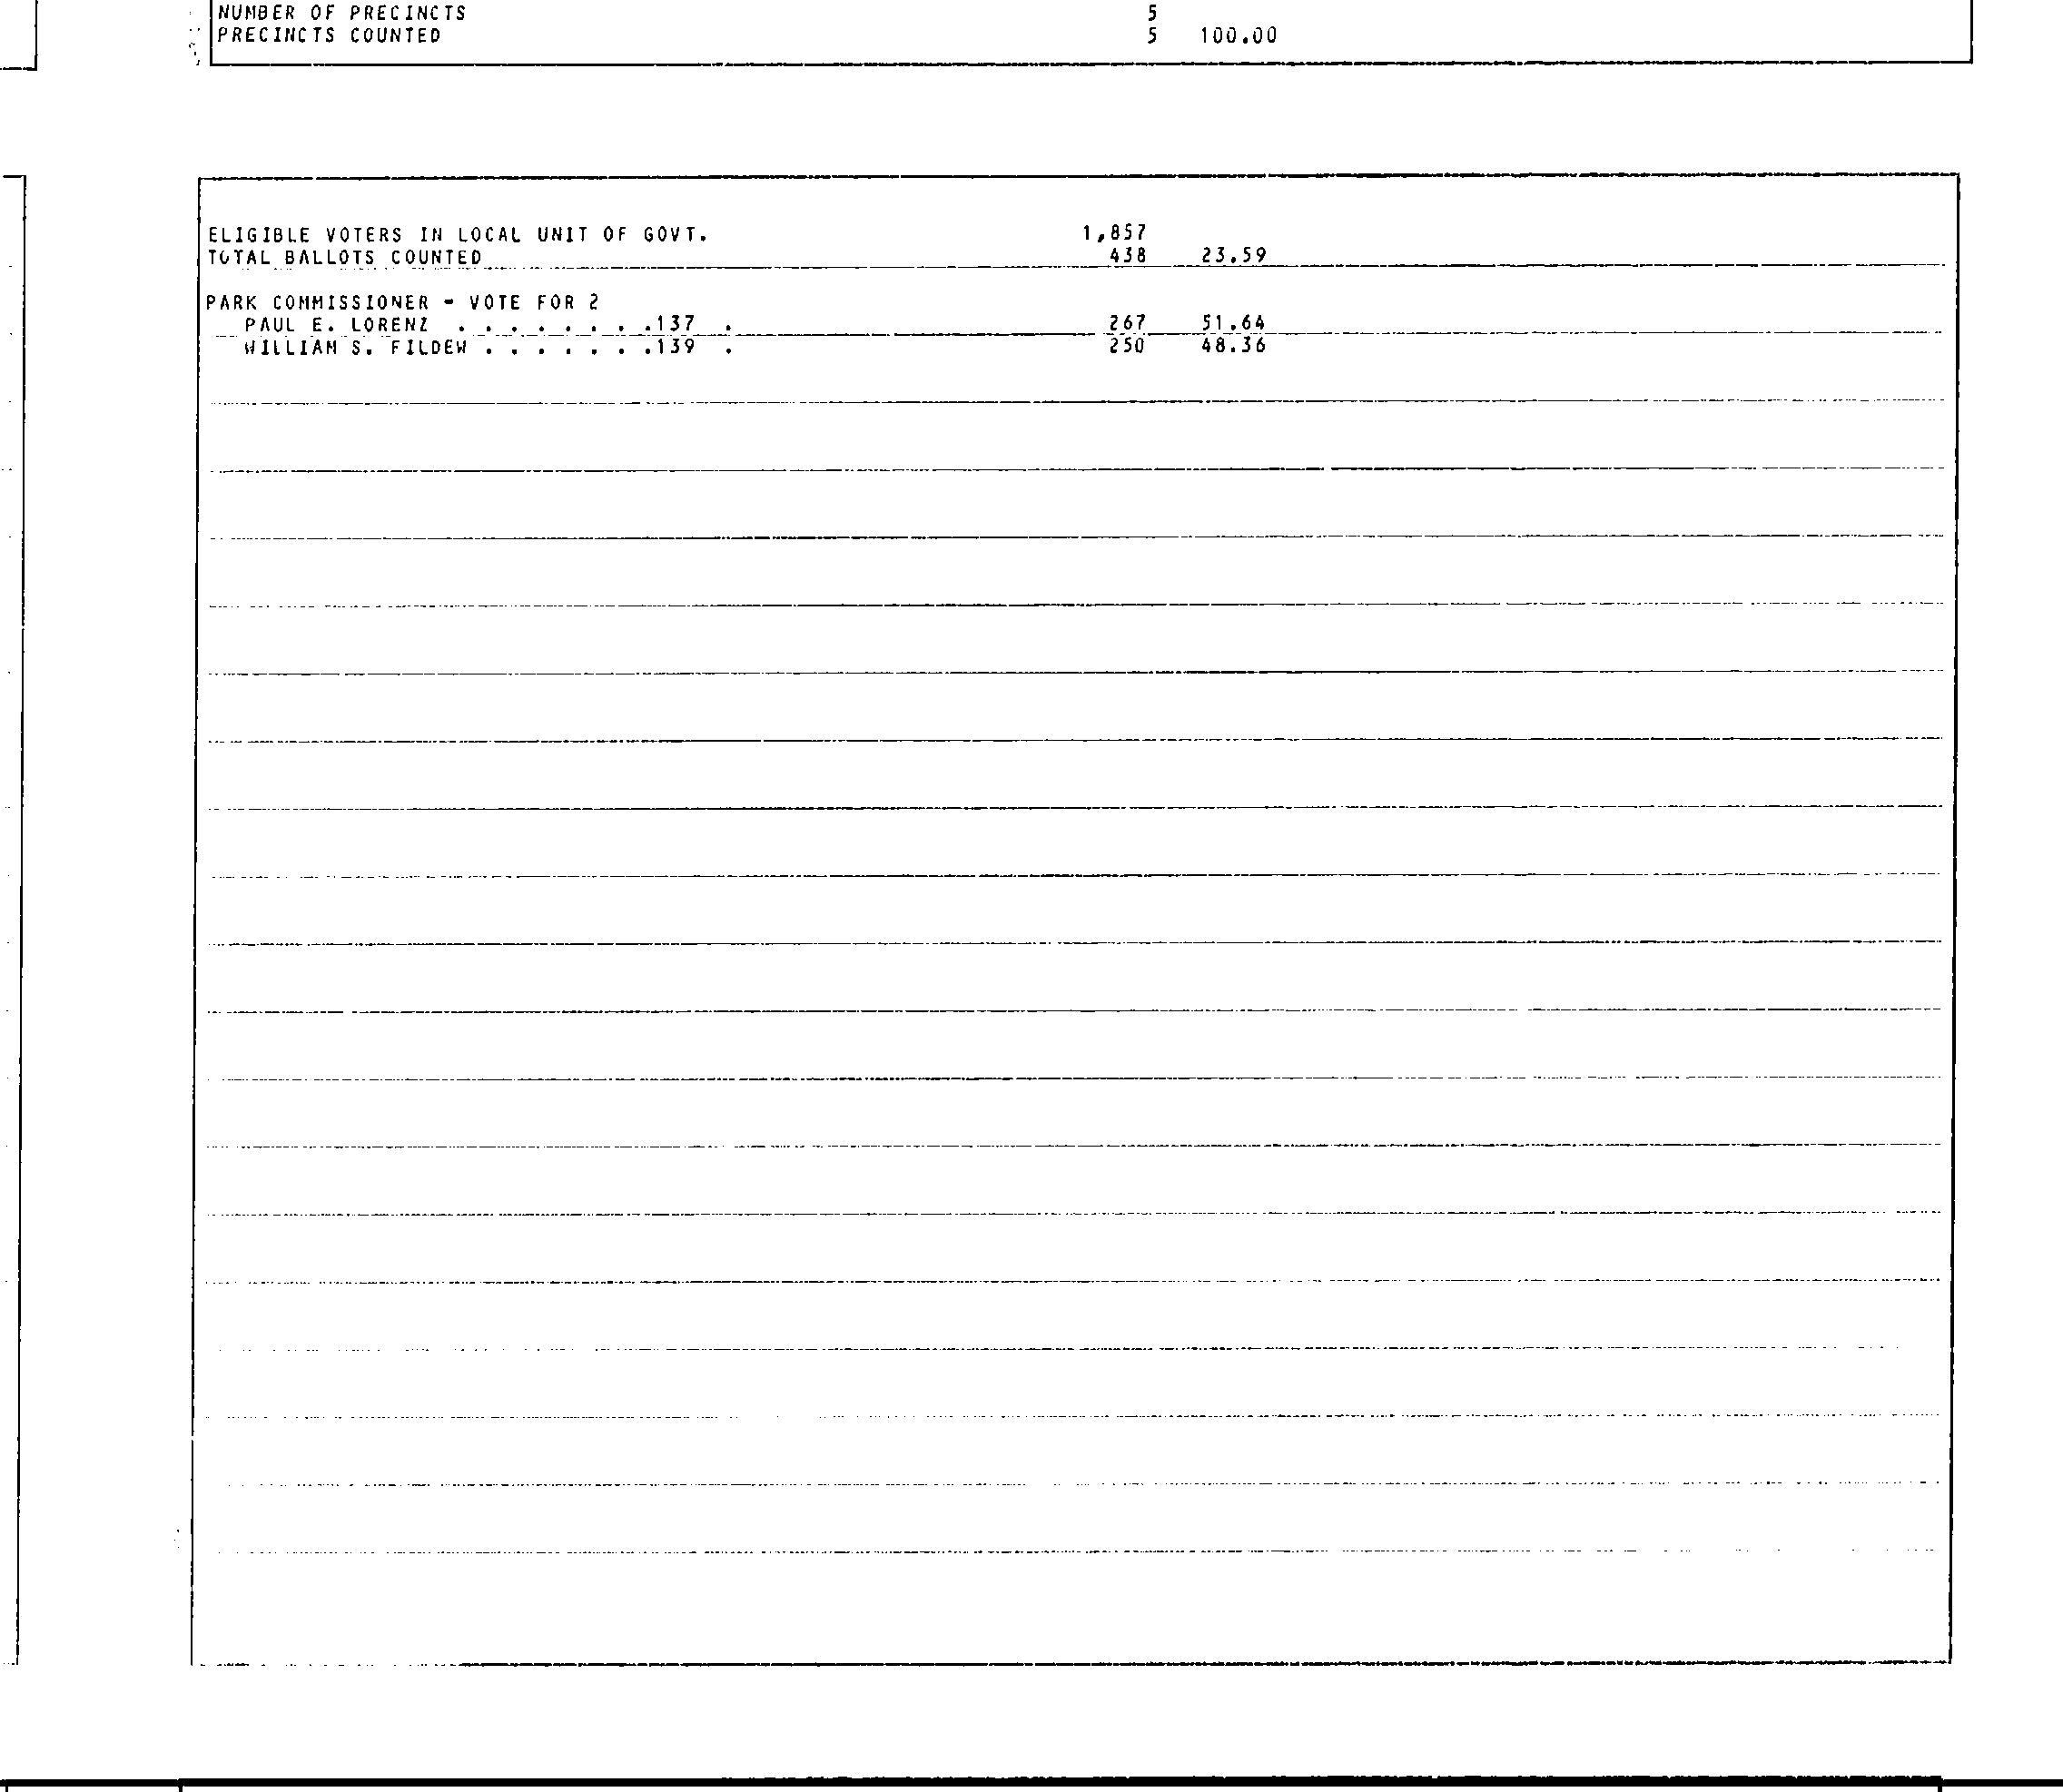 NUMBER OF PRECINCTS 5
PRECINCTS COUNTED 5 100.00
ELIGIBLE VOTERS IN LOCAL UNIT OF GOVT. 1,857
TOTAL BALLOTS COUNTED 438 23.59
PARK COMMISSIONER - VOTE FOR 2
PAUL E. LORENZ . . . . . . . .137 . 267 51.64
WILLIAM S. FILDEW . . . . . . .139 . 250 48.36